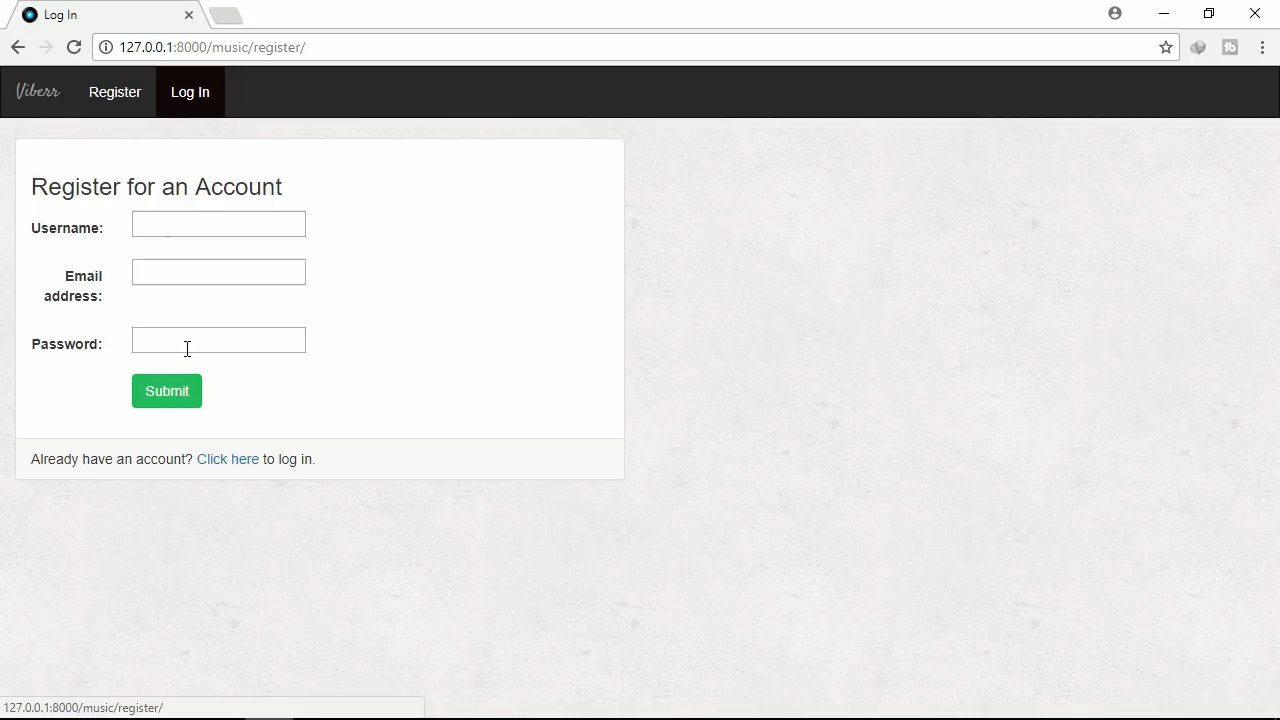 Log In
127.0.0.1:8000/music/register/
Viberr Register Log In
Register for an Account
Username:
Email
address:
Password:
Submit
Already have an account? Click here to log in.
127.0.0.1:8000/music/register/